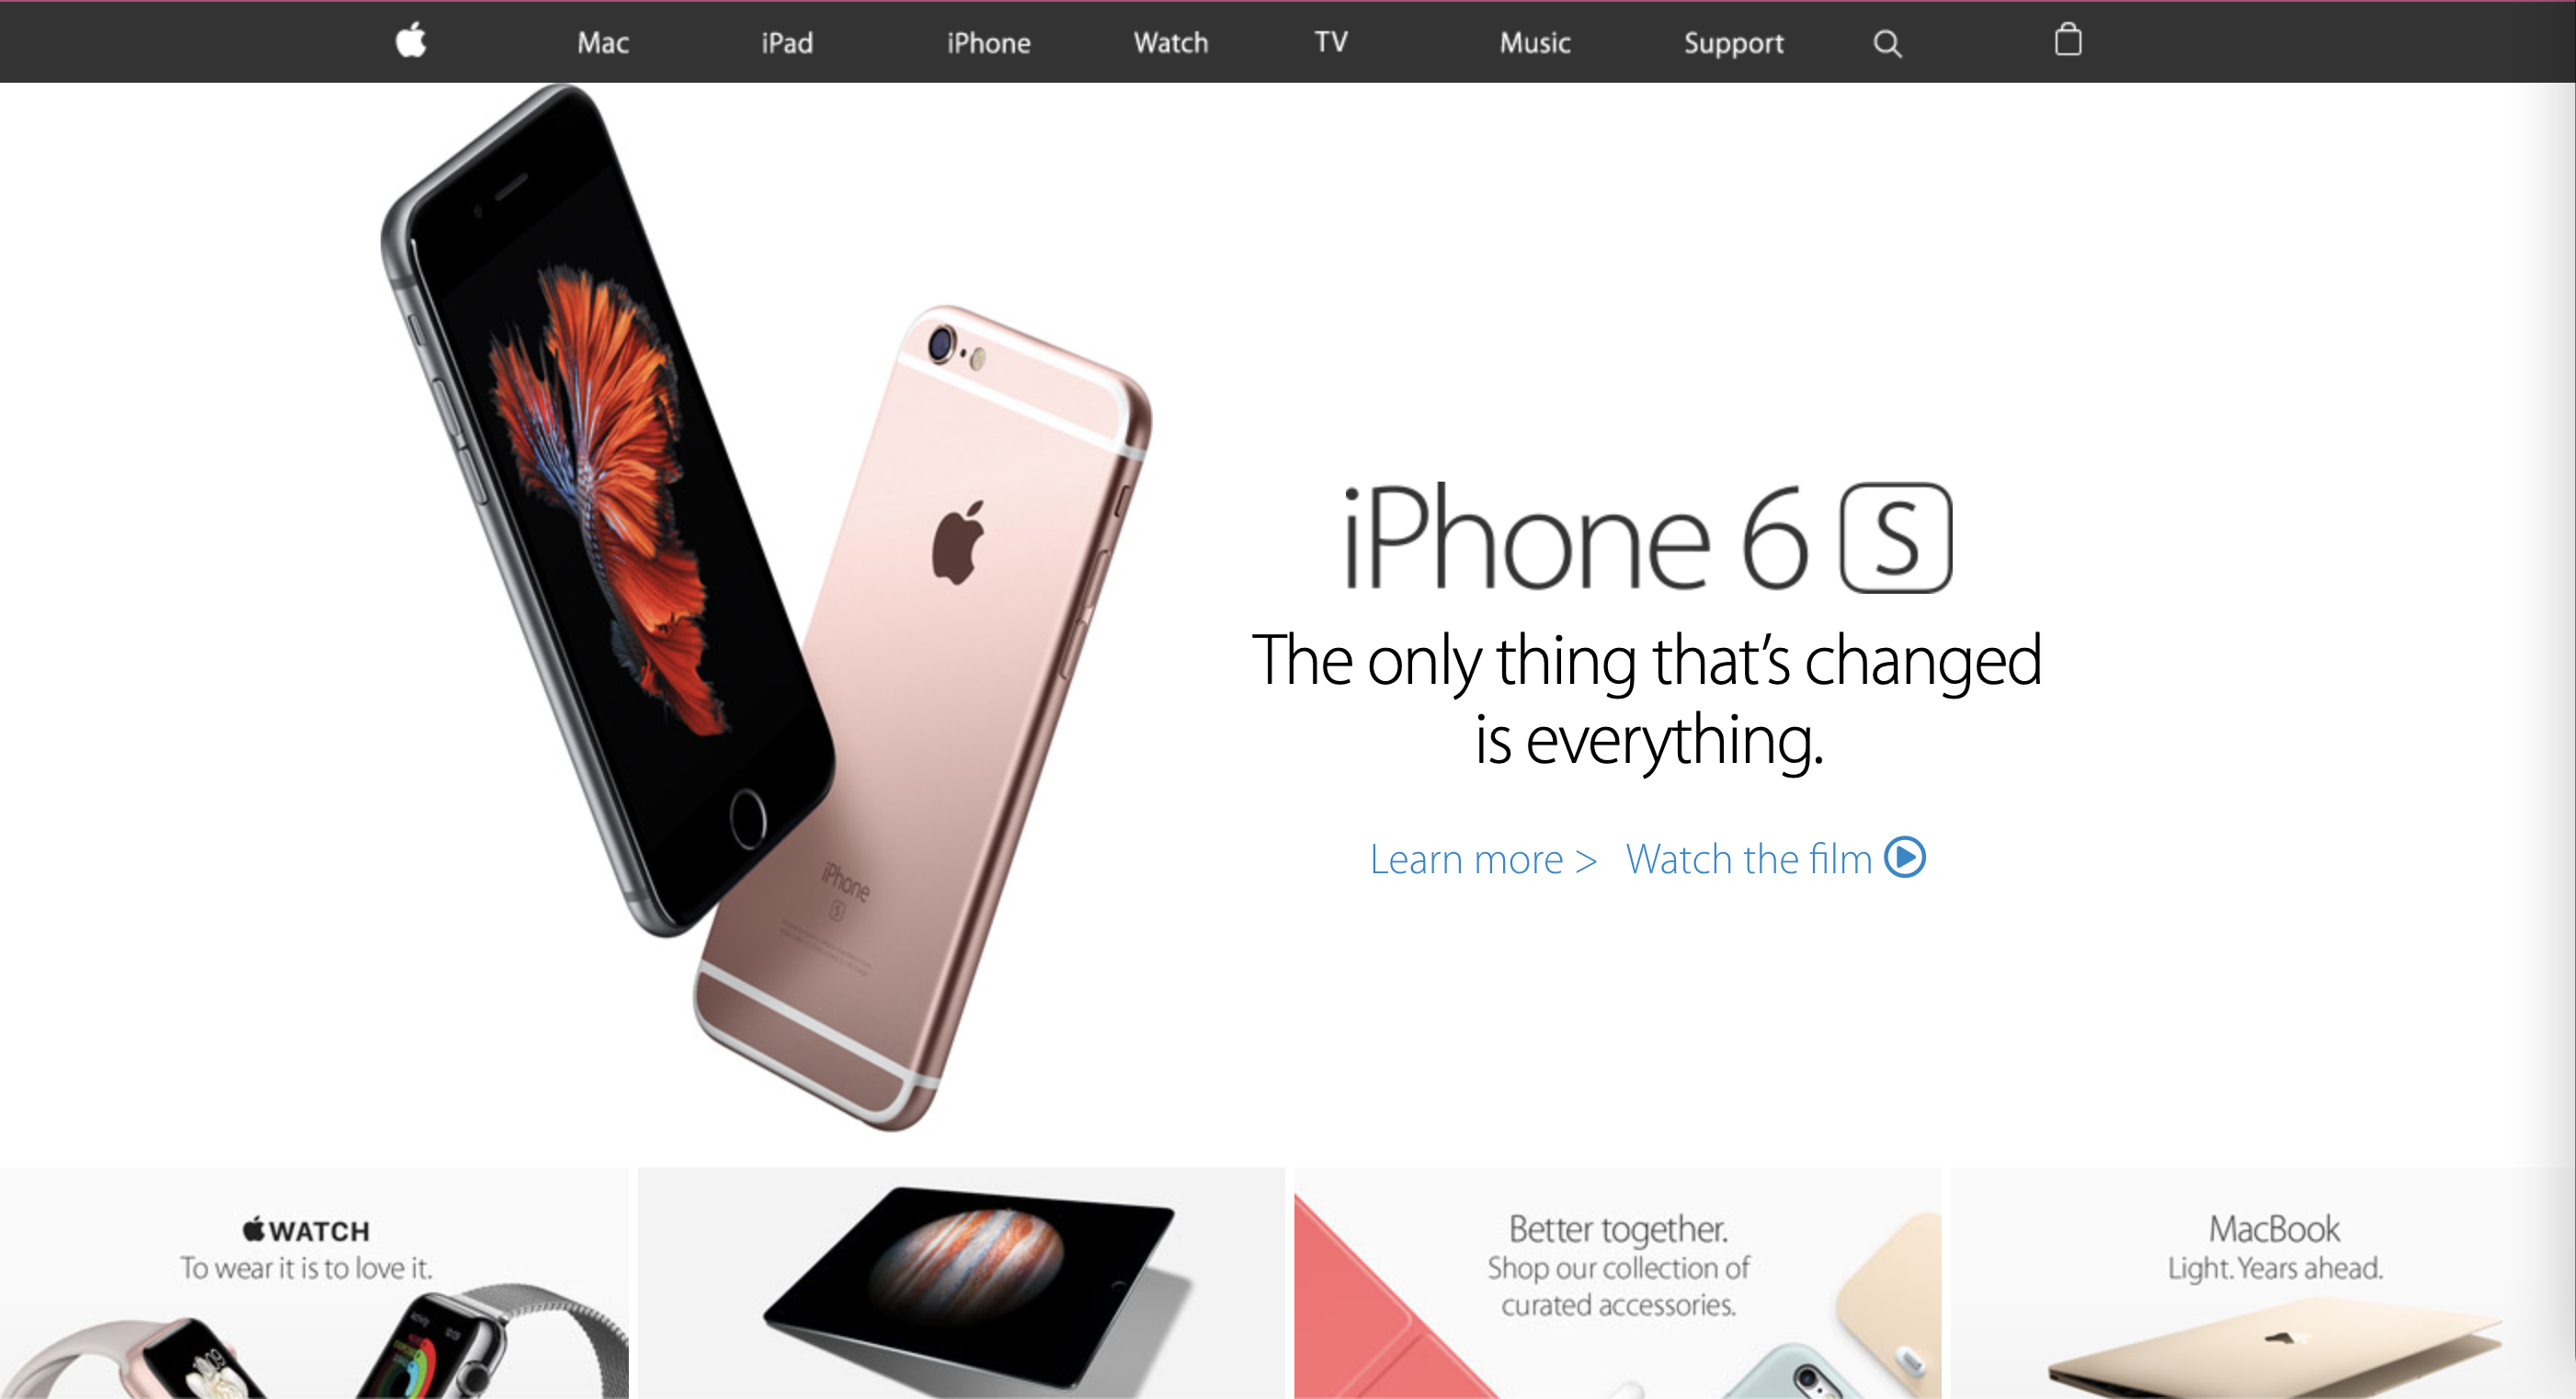 Mac iPad iPhone Watch TV Music Support
iPhone 6 S
The only thing that’s changed
is everything.
Learn more > Watch the film
iPhone
S
WATCH
To wear it is to love it.
Better together.
Shop our collection of
curated accessories.
MacBook
Light. Years ahead.